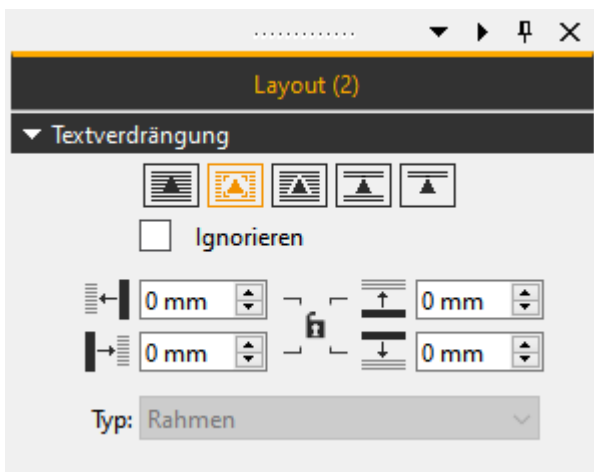 Layout (2)
Textverdrängung
Ignorieren
0 mm 0 mm
0 mm 0 mm
Typ: Rahmen